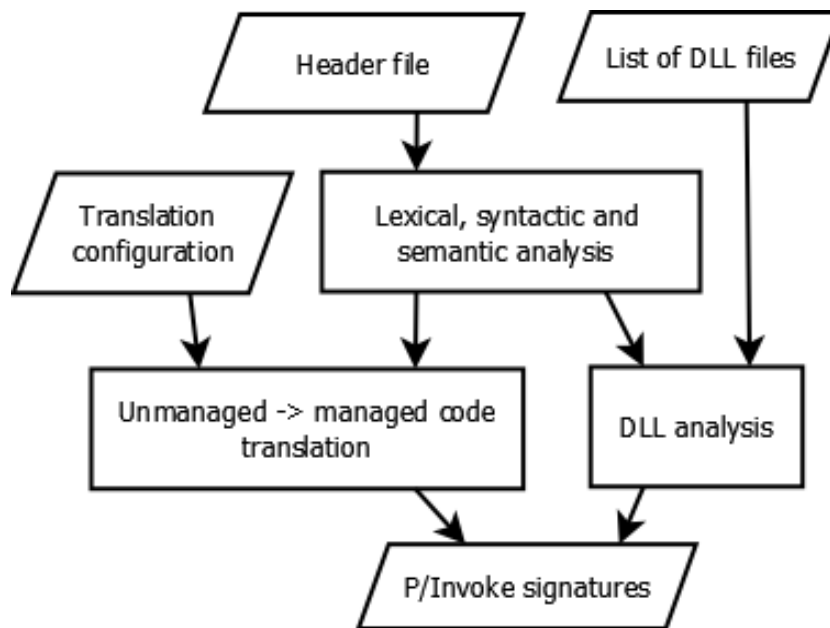 Header file
List of DLL files
Translation
configuration
Lexical, syntactic and
semantic analysis
Unmanaged -> managed code
translation
DLL analysis
P/Invoke signatures